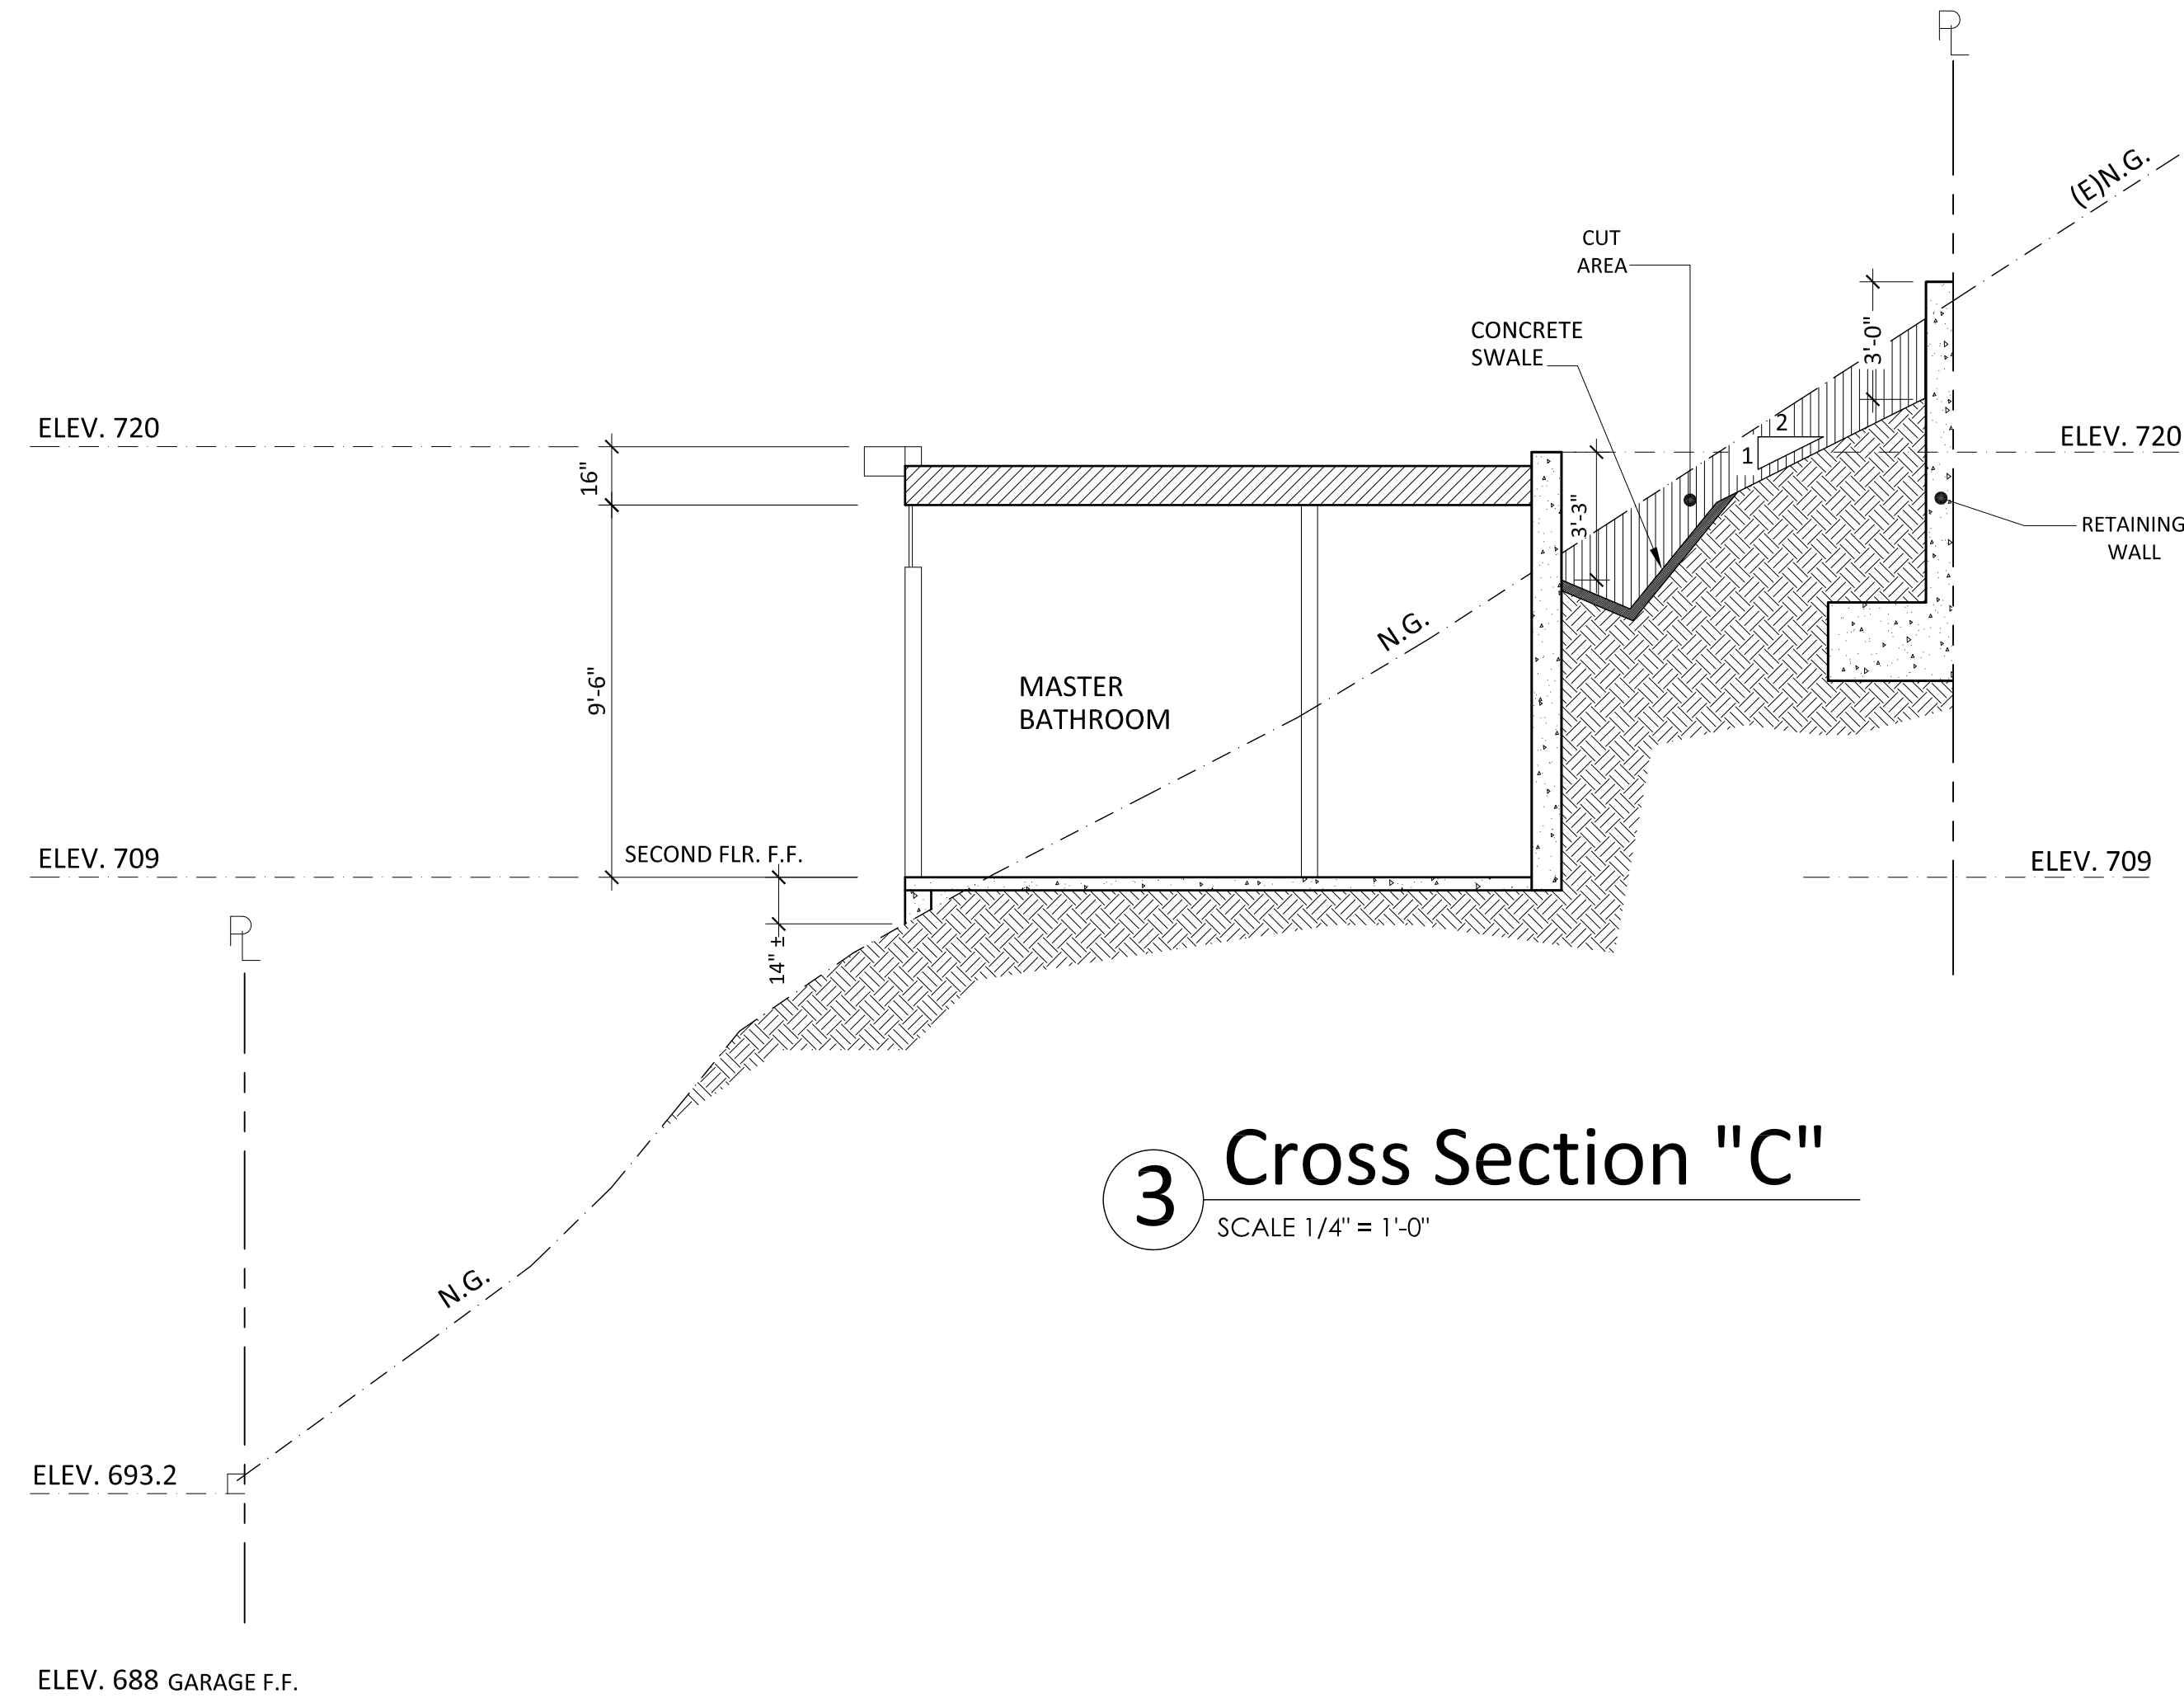 PL
(E)N.G.
CUT
AREA
CONCRETE
SWALE
3'-0"
ELEV. 720
16"
2
1
ELEV. 720
3'-3"
RETAINING
WALL
N.G.
9'-6"
MASTER
BATHROOM
ELEV. 709
SECOND FLR. F.F.
ELEV. 709
PL
14" ±
3
Cross Section "C"
SCALE 1/4" = 1'-0"
N.G.
ELEV. 693.2
ELEV. 688 GARAGE F.F.